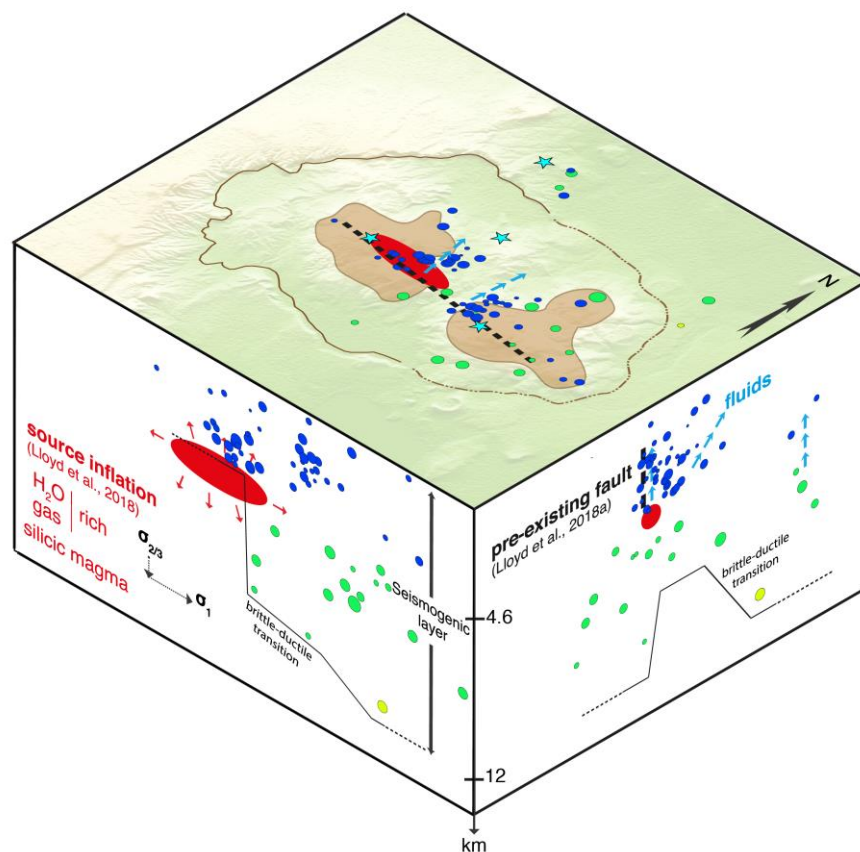 N
source inflation
(Lloyd et al., 2018)
H2O
gas
rich
silicic magma
σ2/3
σ1
brittle-ductile
transition
Seismogenic
layer
fluids
pre-existing fault
(Lloyd et al., 2018a)
brittle-ductile
transition
4.6
12
km